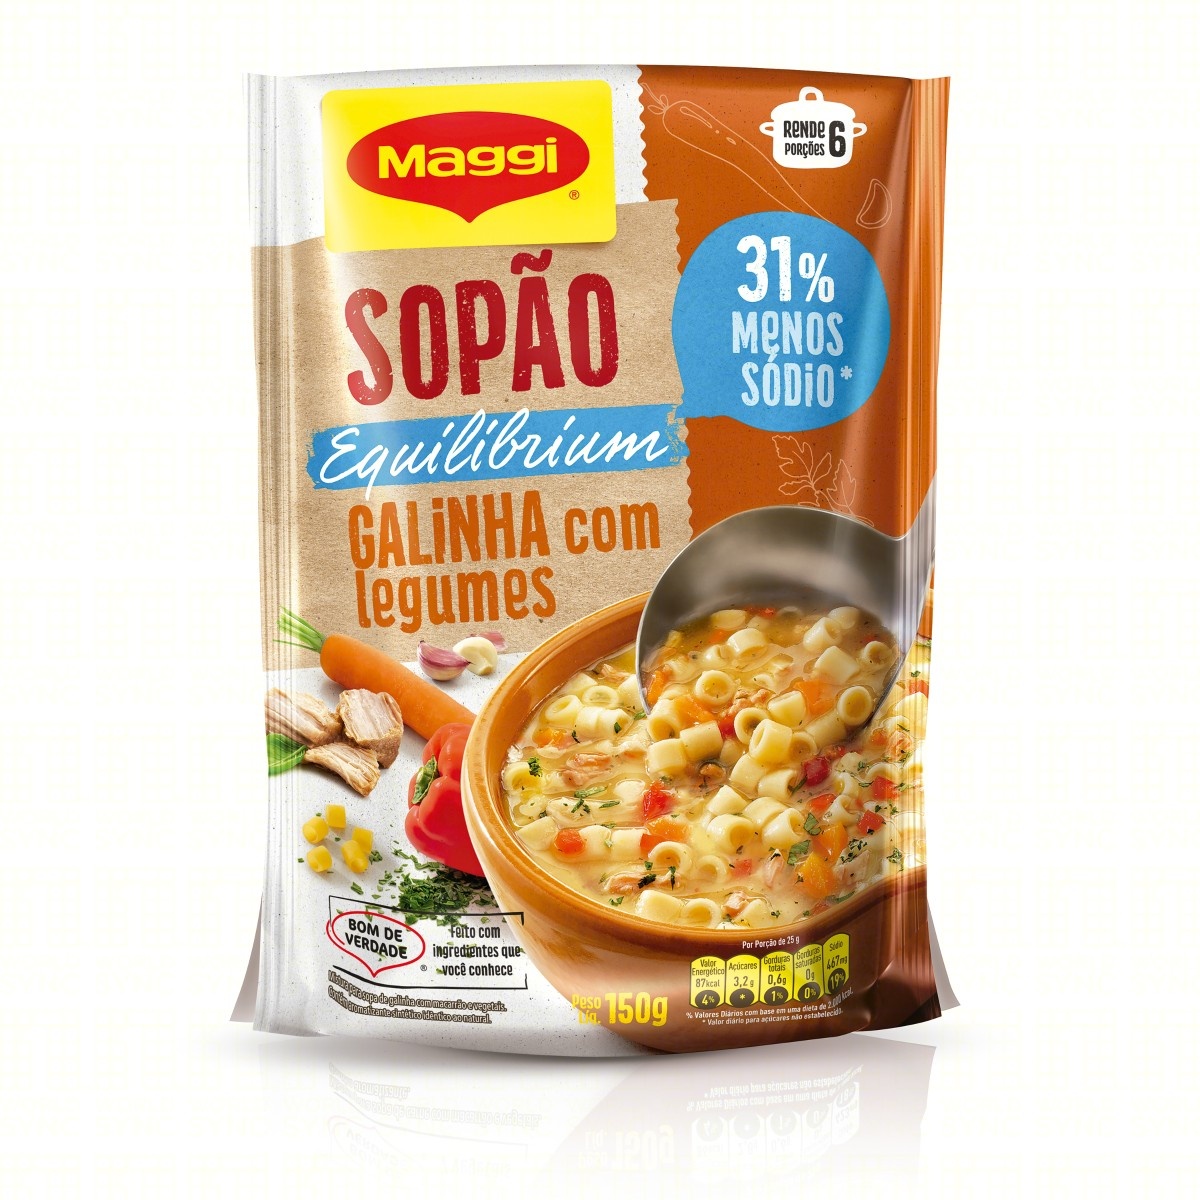 Maggi
®
SOPÃO
Equilibrium
GALiNHA com
legumes
RENDE 6
PORÇÕES
31%
MENOS
SÓDiO*
BOM DE
VERDADE
®
Feito com
ingredientes que
você conhece
Mistura para sopa de galinha com macarrão e vegetais.
Contém aromatizante sintético idêntico ao natural.
Peso
Líq. 150g
Por Porção de 25 g
Valor Energético 87kcal 4%
Açúcares 3,2 g *
Gorduras totais 0,6g 1%
Gorduras saturadas 0g 0%
Sódio 467mg 19%
% Valores Diários com base em uma dieta de 2.000 kcal.
* Valor diário para açúcares não estabelecido.